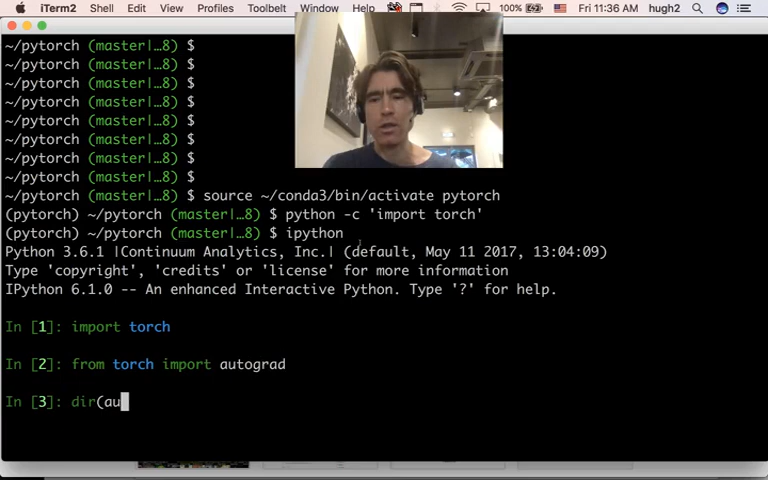 iTerm2 Shell Edit View Profiles Toolbelt Window Help 100% Fri 11:36 AM hugh2
~/pytorch (master|…8) $
~/pytorch (master|…8) $
~/pytorch (master|…8) $
~/pytorch (master|…8) $
~/pytorch (master|…8) $
~/pytorch (master|…8) $
~/pytorch (master|…8) $
~/pytorch (master|…8) $
~/pytorch (master|…8) $ source ~/conda3/bin/activate pytorch
(pytorch) ~/pytorch (master|…8) $ python -c 'import torch'
(pytorch) ~/pytorch (master|…8) $ ipython
Python 3.6.1 |Continuum Analytics, Inc.| (default, May 11 2017, 13:04:09)
Type 'copyright', 'credits' or 'license' for more information
IPython 6.1.0 -- An enhanced Interactive Python. Type '?' for help.
In [1]: import torch
In [2]: from torch import autograd
In [3]: dir(au